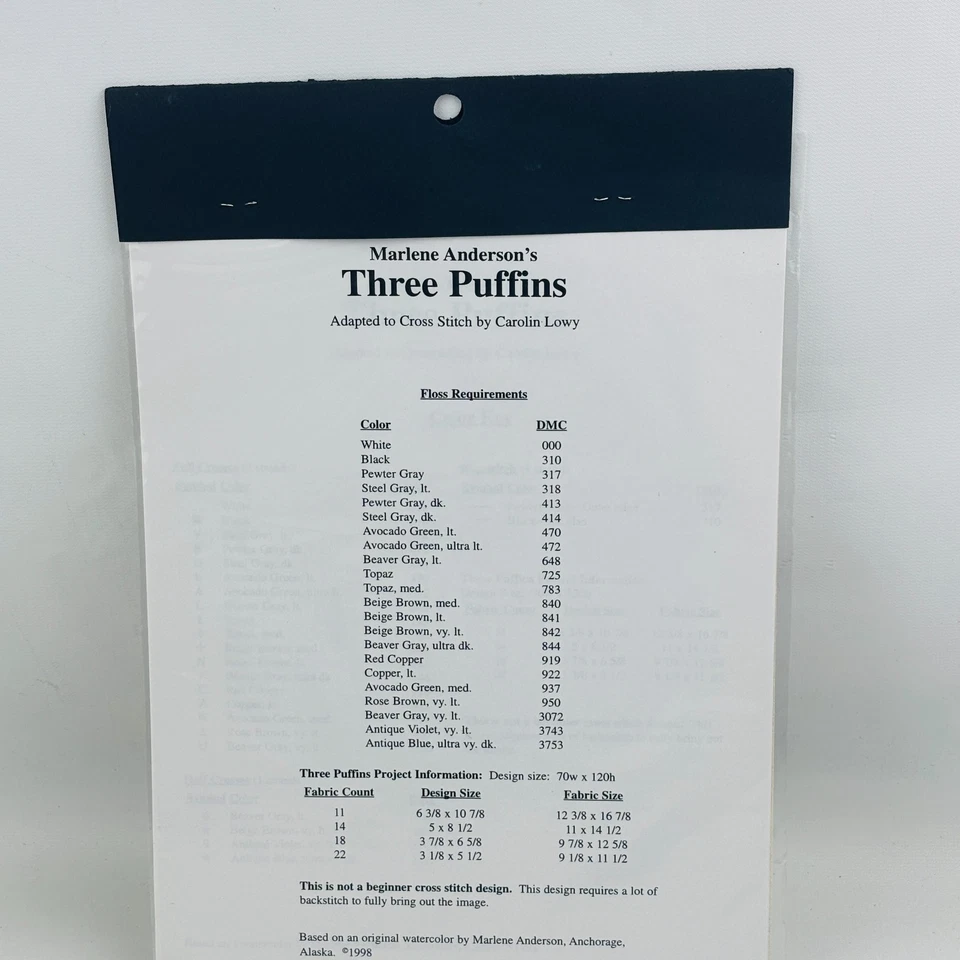 Marlene Anderson's
Three Puffins
Adapted to Cross Stitch by Carolin Lowy
Floss Requirements
Color DMC
White 000
Black 310
Pewter Gray 317
Steel Gray, lt. 318
Pewter Gray, dk. 413
Steel Gray, dk. 414
Avocado Green, lt. 470
Avocado Green, ultra lt. 472
Beaver Gray, lt. 648
Topaz 725
Topaz, med. 783
Beige Brown, med. 840
Beige Brown, lt. 841
Beige Brown, vy. lt. 842
Beaver Gray, ultra dk. 844
Red Copper 919
Copper, lt. 922
Avocado Green, med. 937
Rose Brown, vy. lt. 950
Beaver Gray, vy. lt. 3072
Antique Violet, vy. lt. 3743
Antique Blue, ultra vy. dk. 3753
Three Puffins Project Information: Design size: 70w x 120h
Fabric Count Design Size Fabric Size
11 6 3/8 x 10 7/8 12 3/8 x 16 7/8
14 5 x 8 1/2 11 x 14 1/2
18 3 7/8 x 6 5/8 9 7/8 x 12 5/8
22 3 1/8 x 5 1/2 9 1/8 x 11 1/2
This is not a beginner cross stitch design. This design requires a lot of
backstitch to fully bring out the image.
Based on an original watercolor by Marlene Anderson, Anchorage,
Alaska. ©1998